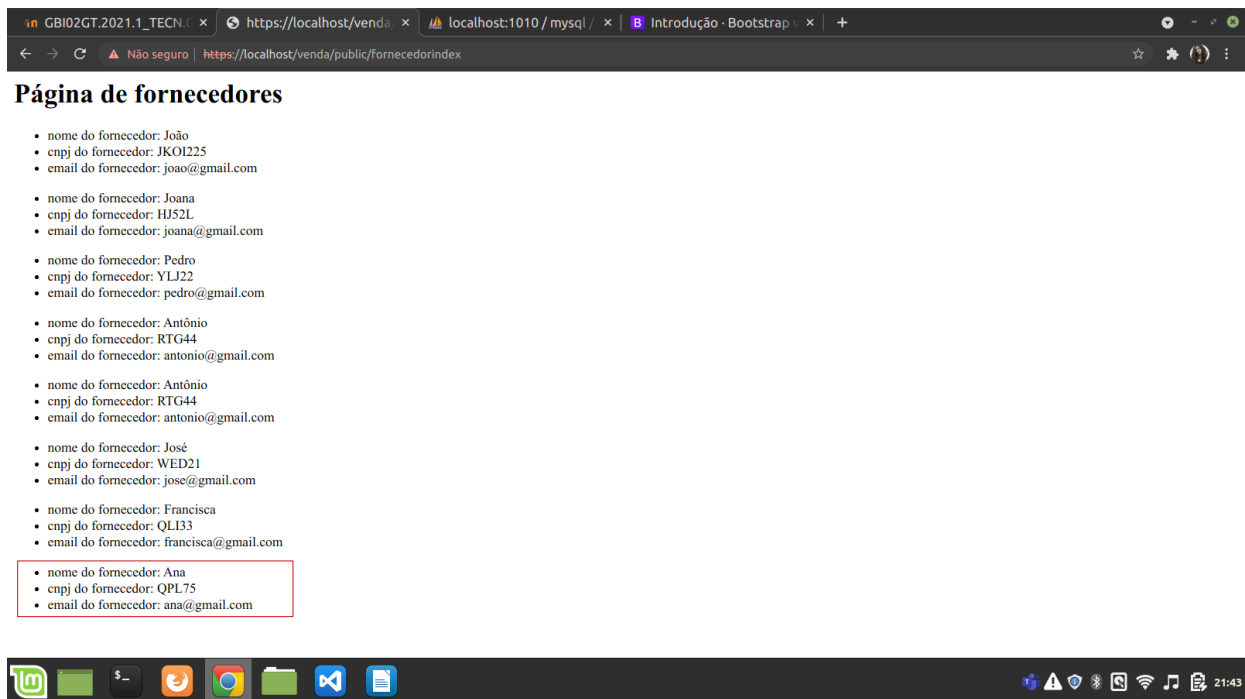 GBI02GT.2021.1_TECN.
https://localhost/venda
localhost:1010 / mysql /
Introdução · Bootstrap v
Não seguro
https://localhost/venda/public/fornecedorindex
Página de fornecedores
nome do fornecedor: João
cnpj do fornecedor: JKOI225
email do fornecedor: joao@gmail.com
nome do fornecedor: Joana
cnpj do fornecedor: HJ52L
email do fornecedor: joana@gmail.com
nome do fornecedor: Pedro
cnpj do fornecedor: YLJ22
email do fornecedor: pedro@gmail.com
nome do fornecedor: Antônio
cnpj do fornecedor: RTG44
email do fornecedor: antonio@gmail.com
nome do fornecedor: Antônio
cnpj do fornecedor: RTG44
email do fornecedor: antonio@gmail.com
nome do fornecedor: José
cnpj do fornecedor: WED21
email do fornecedor: jose@gmail.com
nome do fornecedor: Francisca
cnpj do fornecedor: QLI33
email do fornecedor: francisca@gmail.com
nome do fornecedor: Ana
cnpj do fornecedor: QPL75
email do fornecedor: ana@gmail.com
21:43